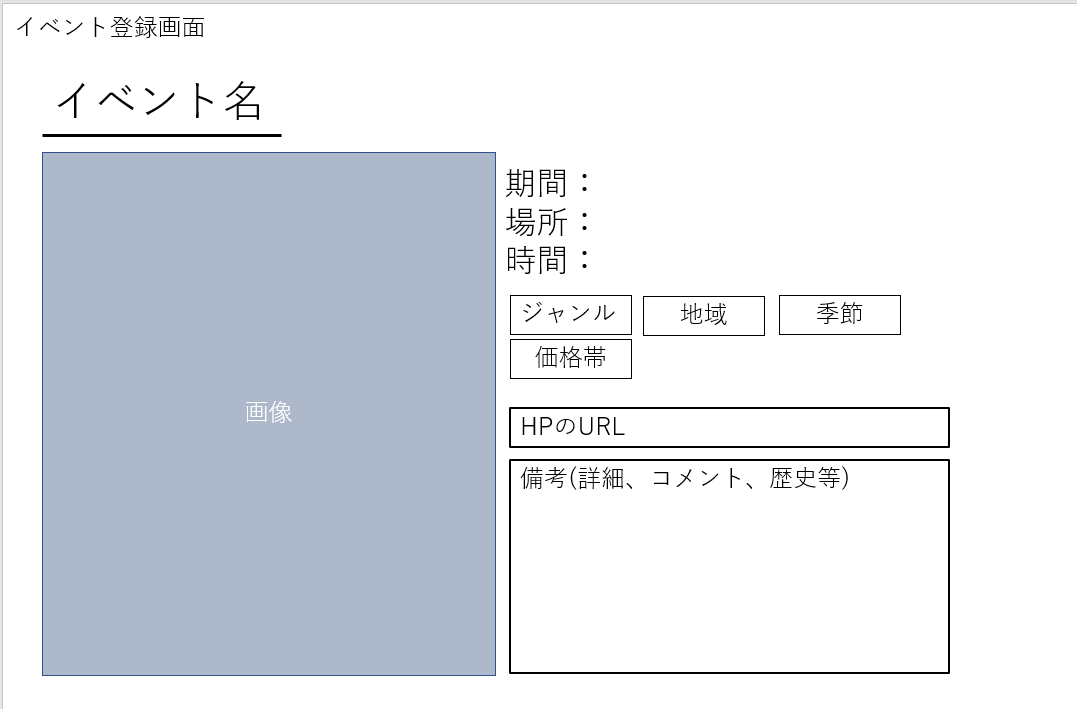 イベント登録画面
イベント名
期間：
場所：
時間：
ジャンル
地域
季節
価格帯
画像
HPのURL
備考(詳細、コメント、歴史等)